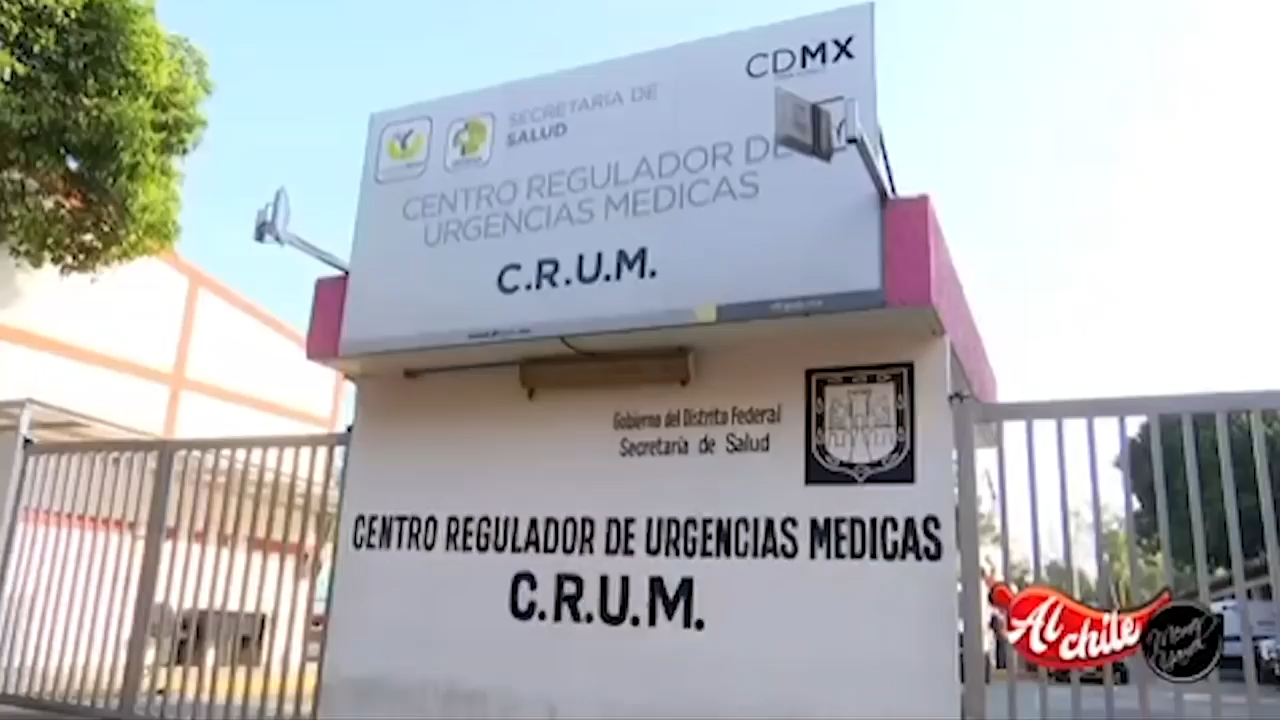 CDMX
SECRETARÍA DE
SALUD
CENTRO REGULADOR DE
URGENCIAS MEDICAS
C.R.U.M.
Gobierno del Distrito Federal
Secretaría de Salud
CENTRO REGULADOR DE URGENCIAS MEDICAS
C.R.U.M.
Al chile